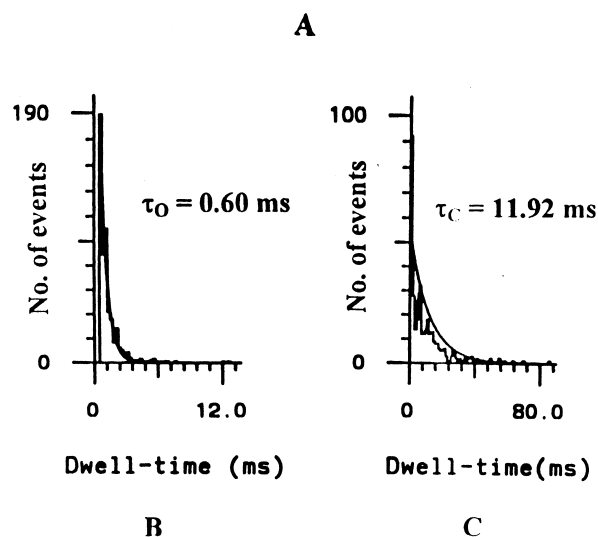 A
190
No. of events
0
0
12.0
Dwell-time (ms)
τO = 0.60 ms
B
100
No. of events
0
0
80.0
Dwell-time(ms)
τC = 11.92 ms
C